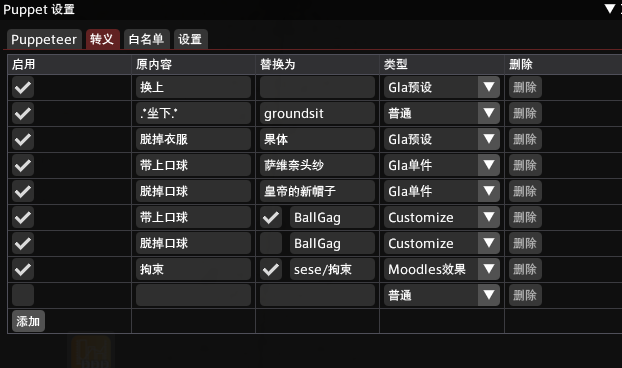 Puppet 设置
Puppeteer 转义 白名单 设置
启用 原内容 替换为 类型 删除
换上 Gla预设 删除
.*坐下.* groundsit 普通 删除
脱掉衣服 果体 Gla预设 删除
带上口球 萨维奈头纱 Gla单件 删除
脱掉口球 皇帝的新帽子 Gla单件 删除
带上口球 BallGag Customize 删除
脱掉口球 BallGag Customize 删除
拘束 sese/拘束 Moodles效果 删除
普通 删除
添加